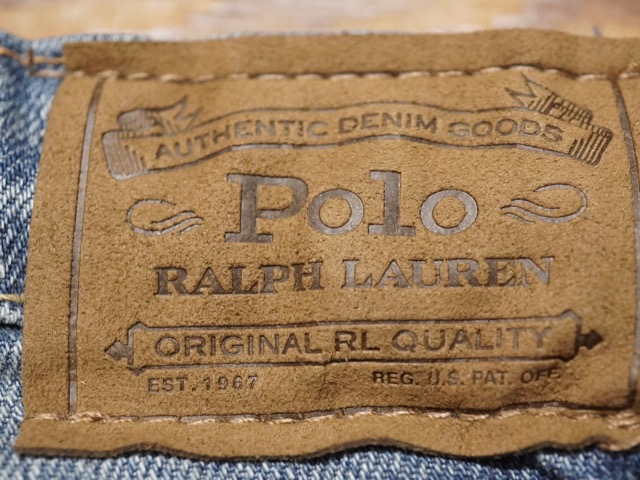 AUTHENTIC DENIM GOODS
Polo
RALPH LAUREN
ORIGINAL RL QUALITY
EST. 1967 REG. U.S. PAT. OFF.